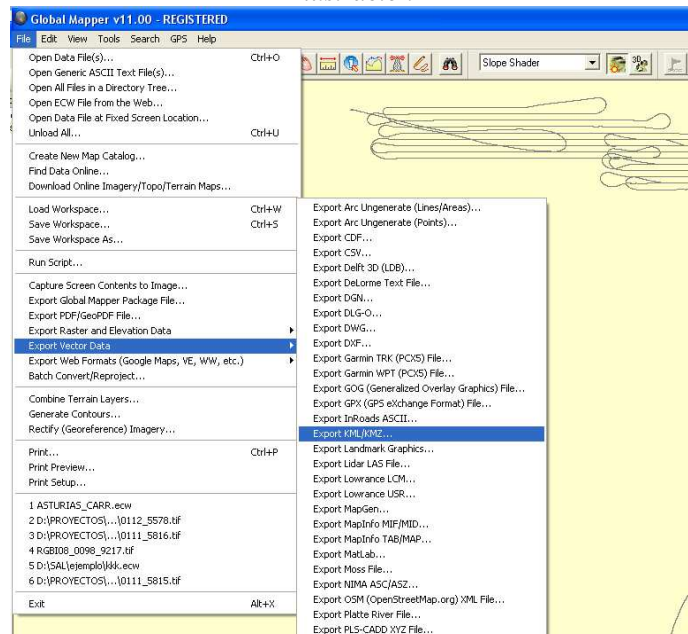 Global Mapper v11.00 - REGISTERED
File Edit View Tools Search GPS Help
Slope Shader
3D
Open Data File(s)... Ctrl+O
Open Generic ASCII Text File(s)...
Open All Files in a Directory Tree...
Open ECW File from the Web...
Open Data File at Fixed Screen Location...
Unload All... Ctrl+U
Create New Map Catalog...
Find Data Online...
Download Online Imagery/Topo/Terrain Maps...
Load Workspace... Ctrl+W
Save Workspace... Ctrl+S
Save Workspace As...
Run Script...
Capture Screen Contents to Image...
Export Global Mapper Package File...
Export PDF/GeoPDF File...
Export Raster and Elevation Data
Export Vector Data
Export Web Formats (Google Maps, VE, WW, etc.)
Batch Convert/Reproject...
Combine Terrain Layers...
Generate Contours...
Rectify (Georeference) Imagery...
Print... Ctrl+P
Print Preview...
Print Setup...
1 ASTURIAS_CARR.ecw
2 D:\PROYECTOS\...\0112_5578.tif
3 D:\PROYECTOS\...\0111_5816.tif
4 RGBI08_0098_9217.tif
5 D:\SAL\ejemplo\kkk.ecw
6 D:\PROYECTOS\...\0111_5815.tif
Exit Alt+X
Export Arc Ungenerate (Lines/Areas)...
Export Arc Ungenerate (Points)...
Export CDF...
Export CSV...
Export Delft 3D (LDB)...
Export DeLorme Text File...
Export DGN...
Export DLG-O...
Export DWG...
Export DXF...
Export Garmin TRK (PCX5) File...
Export Garmin WPT (PCX5) File...
Export GOG (Generalized Overlay Graphics) File...
Export GPX (GPS eXchange Format) File...
Export InRoads ASCII...
Export KML/KMZ...
Export Landmark Graphics...
Export Lidar LAS File...
Export Lowrance LCM...
Export Lowrance USR...
Export MapGen...
Export MapInfo MIF/MID...
Export MapInfo TAB/MAP...
Export MatLab...
Export Moss File...
Export NIMA ASC/ASZ...
Export OSM (OpenStreetMap.org) XML File...
Export Platte River File...
Export PLS-CADD XYZ File...